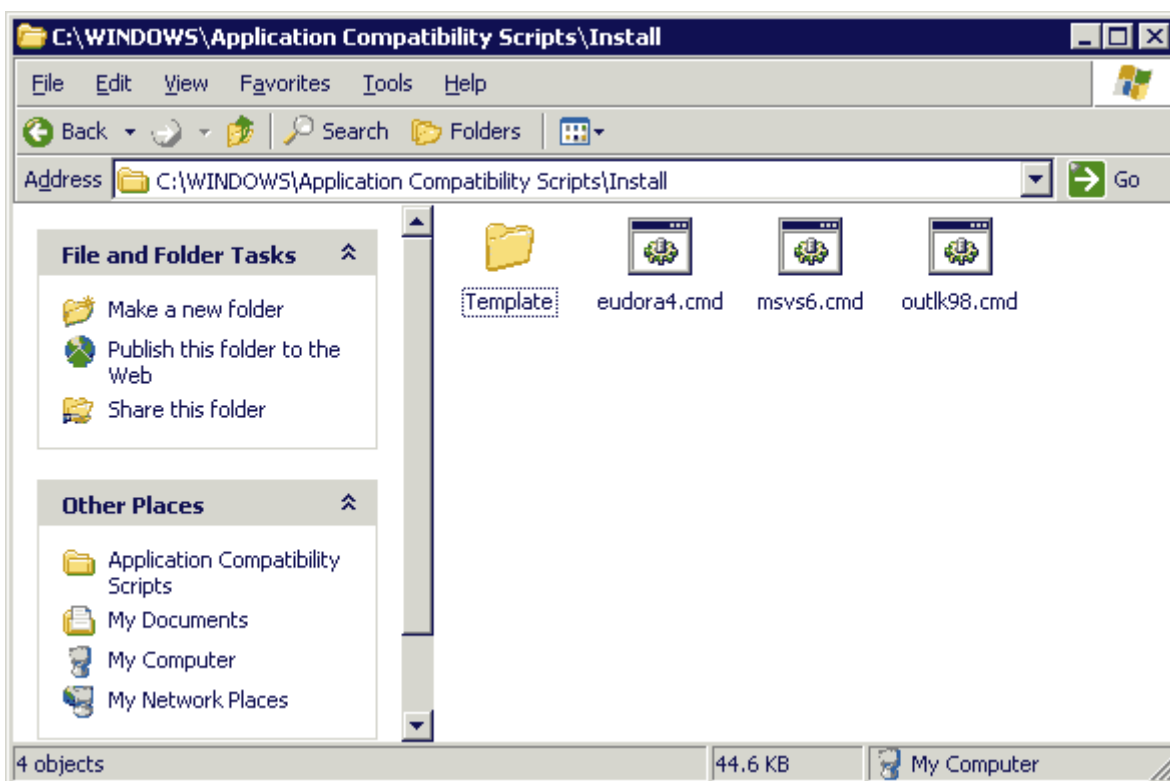 C:\WINDOWS\Application Compatibility Scripts\Install
File Edit View Favorites Tools Help
Back Search Folders
Address C:\WINDOWS\Application Compatibility Scripts\Install Go
File and Folder Tasks
Make a new folder
Publish this folder to the
Web
Share this folder
Other Places
Application Compatibility
Scripts
My Documents
My Computer
My Network Places
Template eudora4.cmd msvs6.cmd outlk98.cmd
4 objects 44.6 KB My Computer